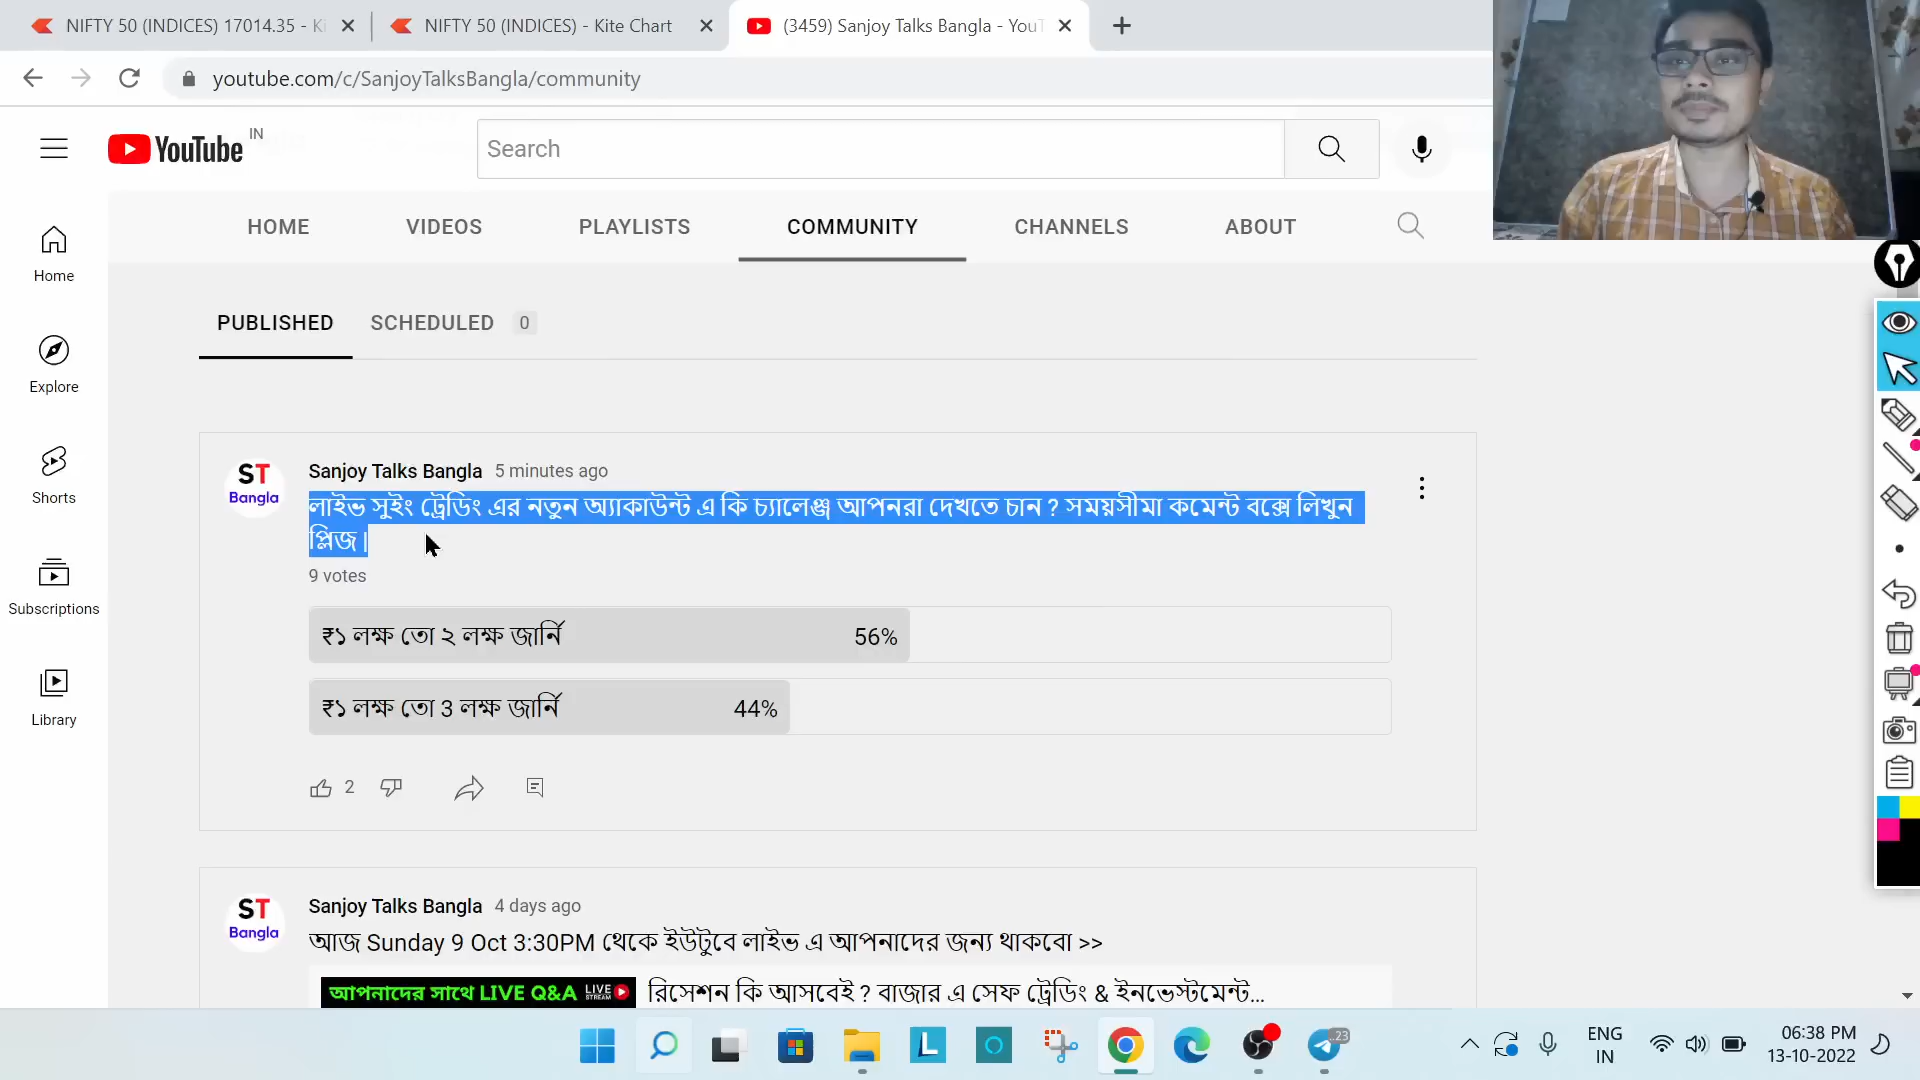 NIFTY 50 (INDICES) 17014.35 - Ki
NIFTY 50 (INDICES) - Kite Chart
(3459) Sanjoy Talks Bangla - YouT
youtube.com/c/SanjoyTalksBangla/community
YouTube IN
Search
HOME VIDEOS PLAYLISTS COMMUNITY CHANNELS ABOUT
Home
Explore
Shorts
Subscriptions
Library
PUBLISHED SCHEDULED 0
ST
Bangla
Sanjoy Talks Bangla 5 minutes ago
লাইভ সুইং ট্রেডিং এর নতুন অ্যাকাউন্ট এ কি চ্যালেঞ্জ আপনরা দেখতে চান ? সময়সীমা কমেন্ট বক্সে লিখুন
প্লিজ |
9 votes
₹১ লক্ষ তো ২ লক্ষ জার্নি 56%
₹১ লক্ষ তো 3 লক্ষ জার্নি 44%
2
ST
Bangla
Sanjoy Talks Bangla 4 days ago
আজ Sunday 9 Oct 3:30PM থেকে ইউটুবে লাইভ এ আপনাদের জন্য থাকবো >>
আপনাদের সাথে LIVE Q&A LIVE STREAM
রিসেশন কি আসবেই ? বাজার এ সেফ ট্রেডিং & ইনভেস্টমেন্ট...
..23
ENG
IN
06:38 PM
13-10-2022